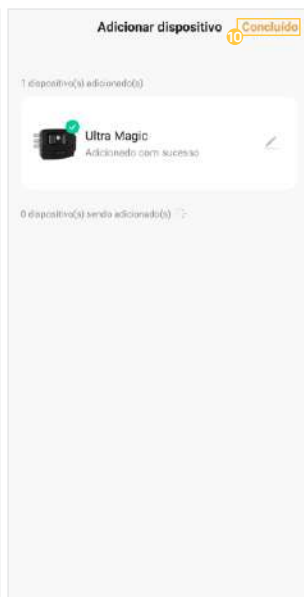 Adicionar dispositivo
Concluído
10
1 dispositivo(s) adicionado(s)
Ultra Magic
Adicionado com sucesso
0 dispositivo(s) sendo adicionado(s)